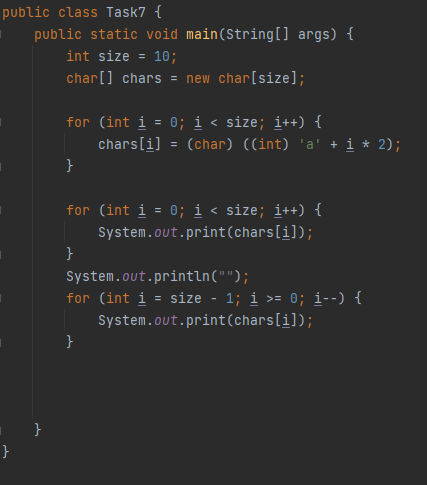 public class Task7 {
    public static void main(String[] args) {
        int size = 10;
        char[] chars = new char[size];
        for (int i = 0; i < size; i++) {
            chars[i] = (char) ((int) 'a' + i * 2);
        }
        for (int i = 0; i < size; i++) {
            System.out.print(chars[i]);
        }
        System.out.println("");
        for (int i = size - 1; i >= 0; i--) {
            System.out.print(chars[i]);
        }
    }
}